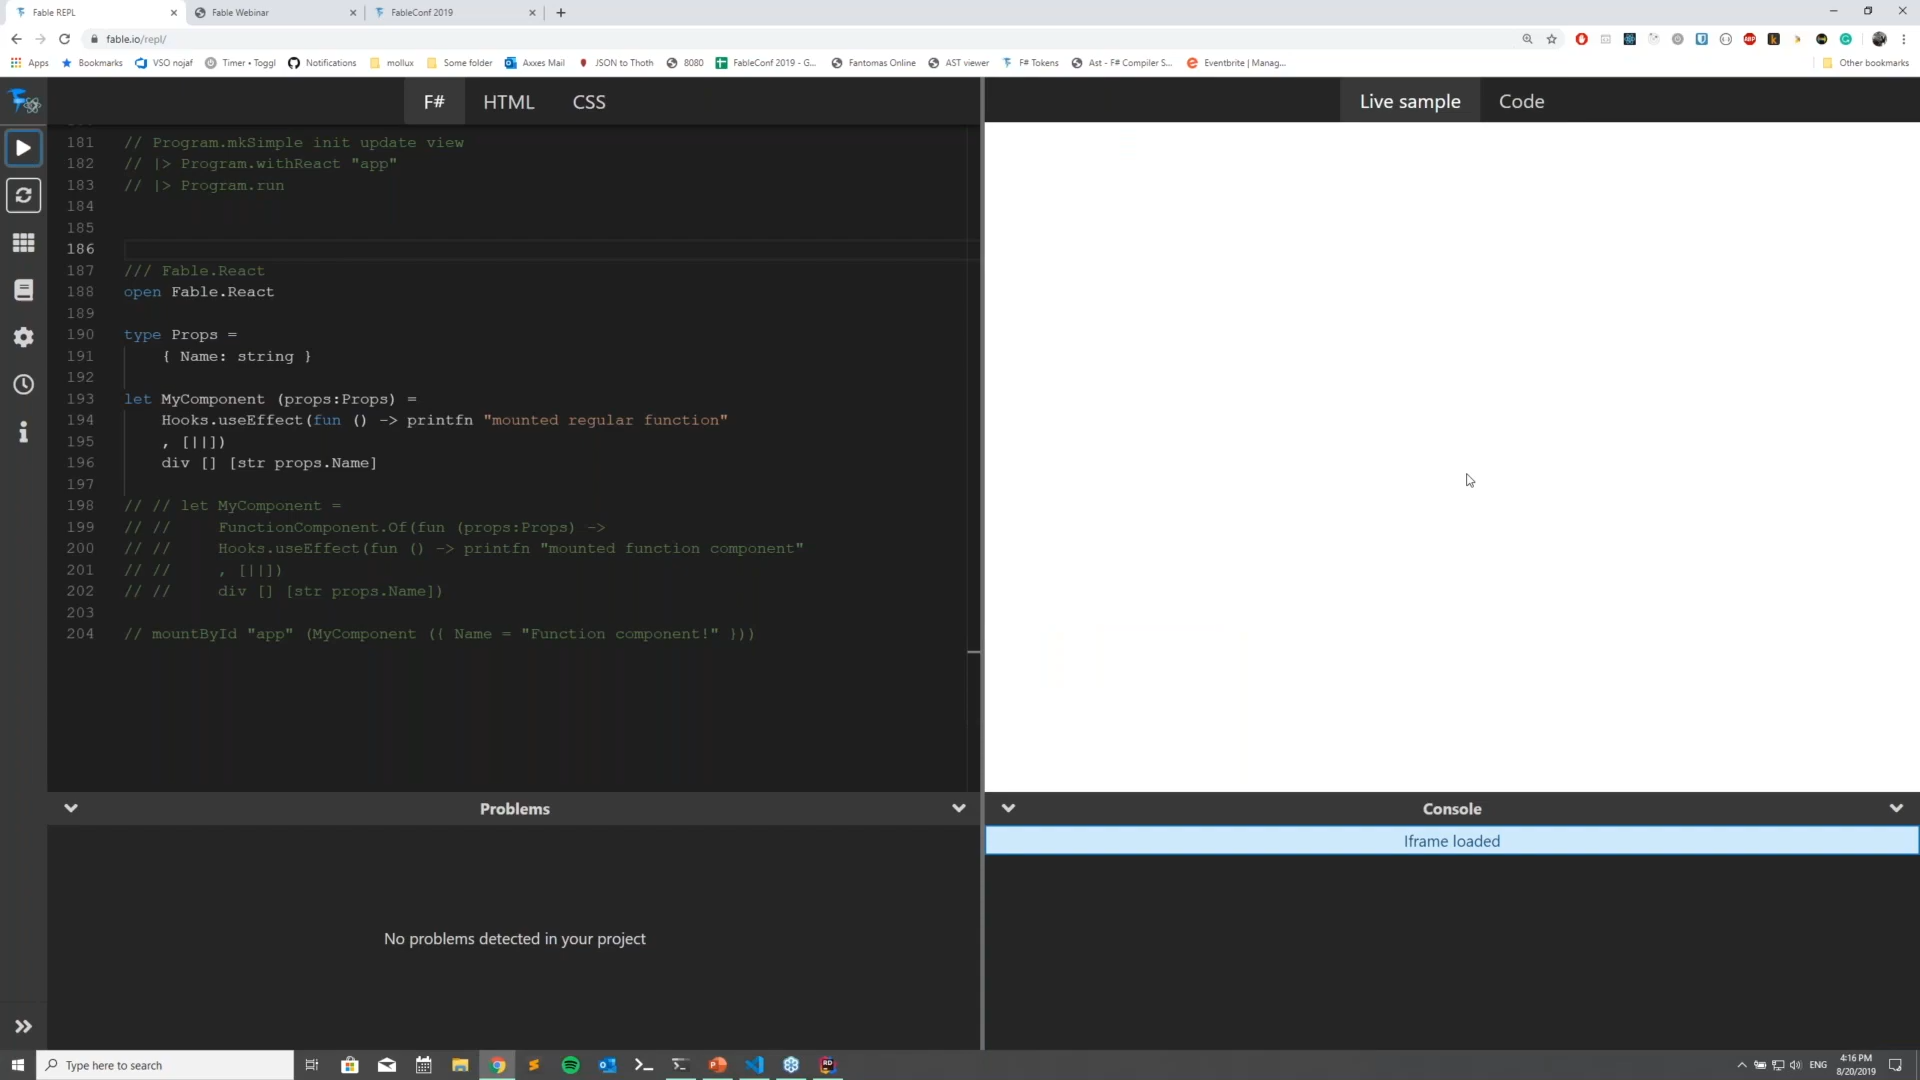 Fable REPL
Fable Webinar
FableConf 2019
fable.io/repl/
Apps
Bookmarks
VSO nojaf
Timer • Toggl
Notifications
mollux
Some folder
Axxes Mail
JSON to Thoth
8080
FableConf 2019 - G...
Fantomas Online
AST viewer
F# Tokens
Ast - F# Compiler S...
Eventbrite | Manag...
Other bookmarks
F#
HTML
CSS
Live sample
Code
181 // Program.mkSimple init update view
182 // |> Program.withReact "app"
183 // |> Program.run
184
185
186
187 /// Fable.React
188 open Fable.React
189
190 type Props =
191 { Name: string }
192
193 let MyComponent (props:Props) =
194 Hooks.useEffect(fun () -> printfn "mounted regular function"
195 , [||])
196 div [] [str props.Name]
197
198 // // let MyComponent =
199 // // FunctionComponent.Of(fun (props:Props) ->
200 // // Hooks.useEffect(fun () -> printfn "mounted function component"
201 // // , [||])
202 // // div [] [str props.Name])
203
204 // mountById "app" (MyComponent ({ Name = "Function component!" }))
Problems
No problems detected in your project
Console
Iframe loaded
Type here to search
ENG
4:16 PM
8/20/2019